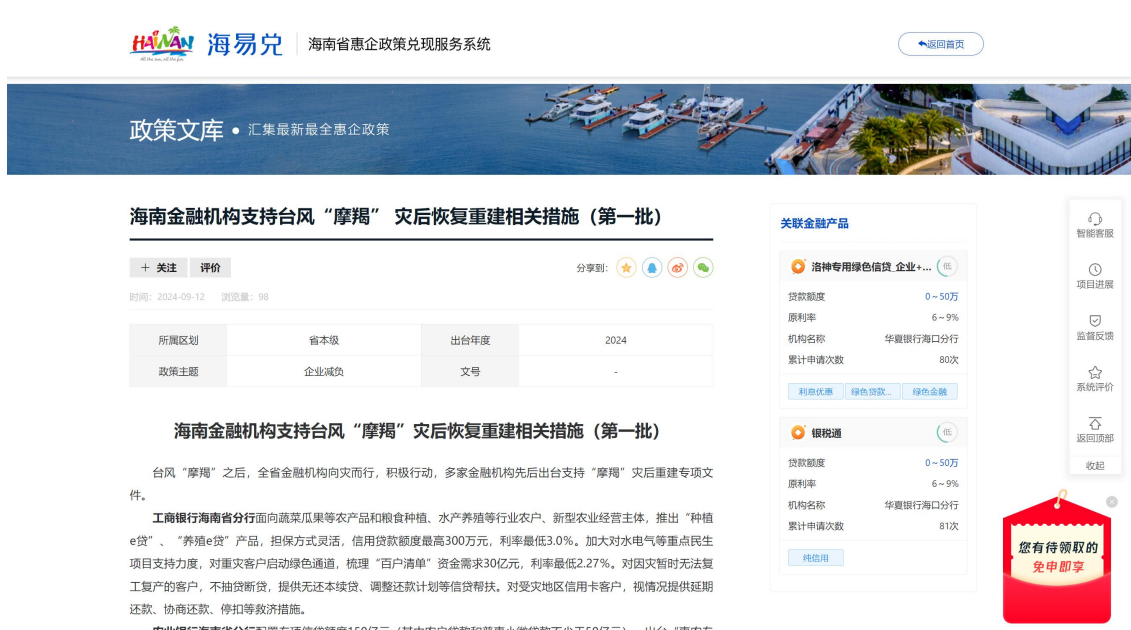 HAINAN 海易兑 海南省惠企政策兑现服务系统 返回首页
政策文库 • 汇集最新最全惠企政策
海南金融机构支持台风“摩羯” 灾后恢复重建相关措施（第一批）
＋ 关注 评价 分享到:
时间：2024-09-12 浏览量：98
所属区划 省本级 出台年度 2024
政策主题 企业减负 文号 -
海南金融机构支持台风“摩羯”灾后恢复重建相关措施（第一批）
台风“摩羯”之后，全省金融机构向灾而行，积极行动，多家金融机构先后出台支持“摩羯”灾后重建专项文
件。
工商银行海南省分行面向蔬菜瓜果等农产品和粮食种植、水产养殖等行业农户、新型农业经营主体，推出“种植
e贷”、“养殖e贷”产品，担保方式灵活，信用贷款额度最高300万元，利率最低3.0%。加大对水电气等重点民生
项目支持力度，对重灾客户启动绿色通道，梳理“百户清单”资金需求30亿元，利率最低2.27%。对因灾暂时无法复
工复产的客户，不抽贷断贷，提供无还本续贷、调整还款计划等信贷帮扶。对受灾地区信用卡客户，视情况提供延期
还款、协商还款、停扣等救济措施。
关联金融产品
洛神专用绿色信贷_企业+... 低
贷款额度 0~50万
原利率 6~9%
机构名称 华夏银行海口分行
累计申请次数 80次
利息优惠 绿色贷款... 绿色金融
银税通 低
贷款额度 0~50万
原利率 6~9%
机构名称 华夏银行海口分行
累计申请次数 81次
纯信用
智能客服
项目进展
监督反馈
系统评价
返回顶部
收起
您有待领取的
免申即享